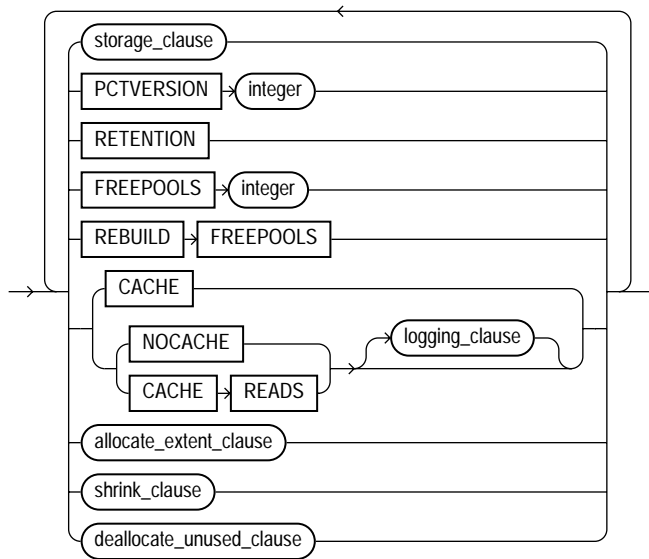 storage_clause
PCTVERSION integer
RETENTION
FREEPOOLS integer
REBUILD FREEPOOLS
CACHE
NOCACHE logging_clause
CACHE READS
allocate_extent_clause
shrink_clause
deallocate_unused_clause